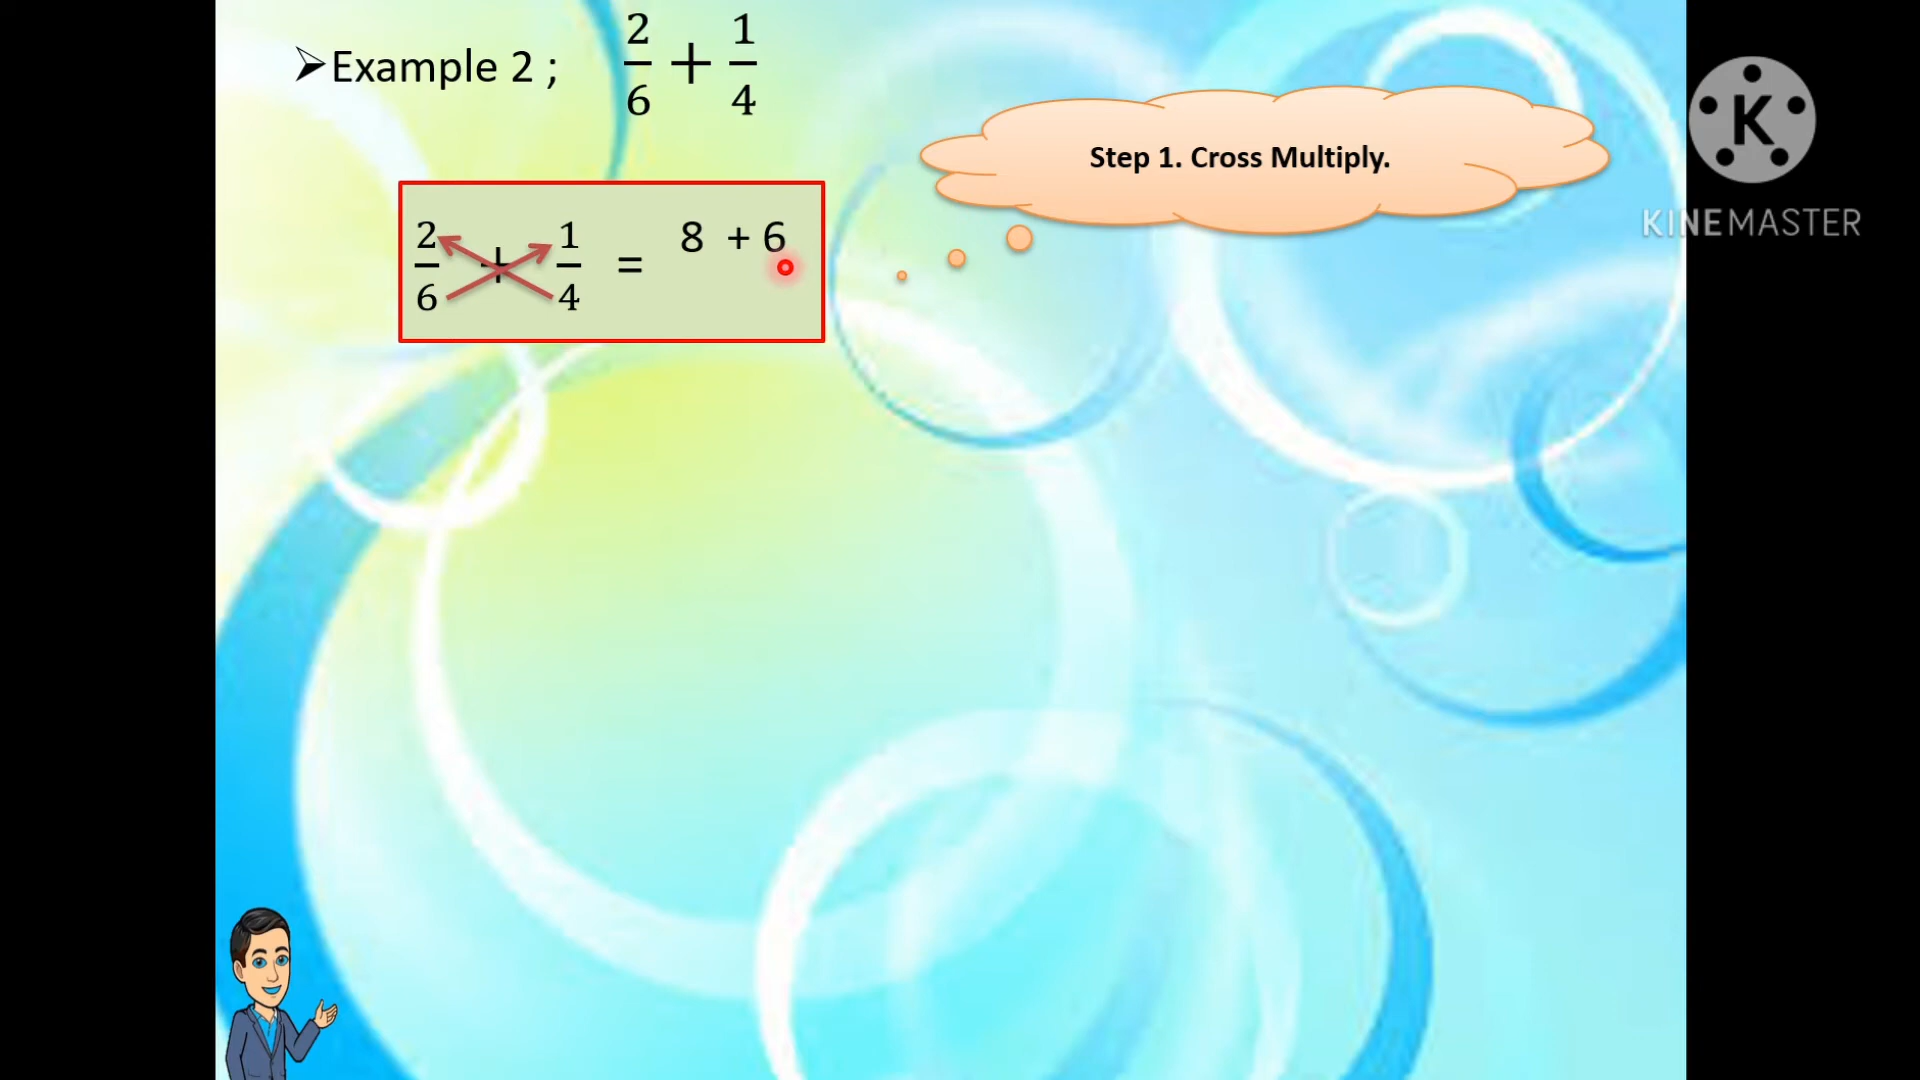 ➢Example 2 ; 2/6 + 1/4
Step 1. Cross Multiply.
2/6 + 1/4 = 8 + 6
K
KINEMASTER